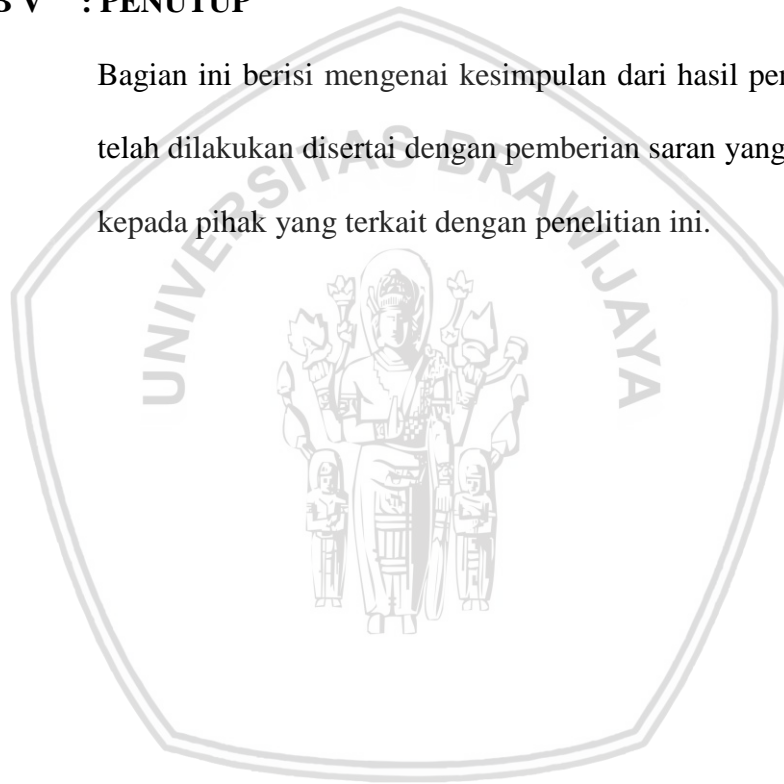 B V : PENUTUP
Bagian ini berisi mengenai kesimpulan dari hasil per
telah dilakukan disertai dengan pemberian saran yang
kepada pihak yang terkait dengan penelitian ini.
UNIVERSITAS BRAWIJAYA